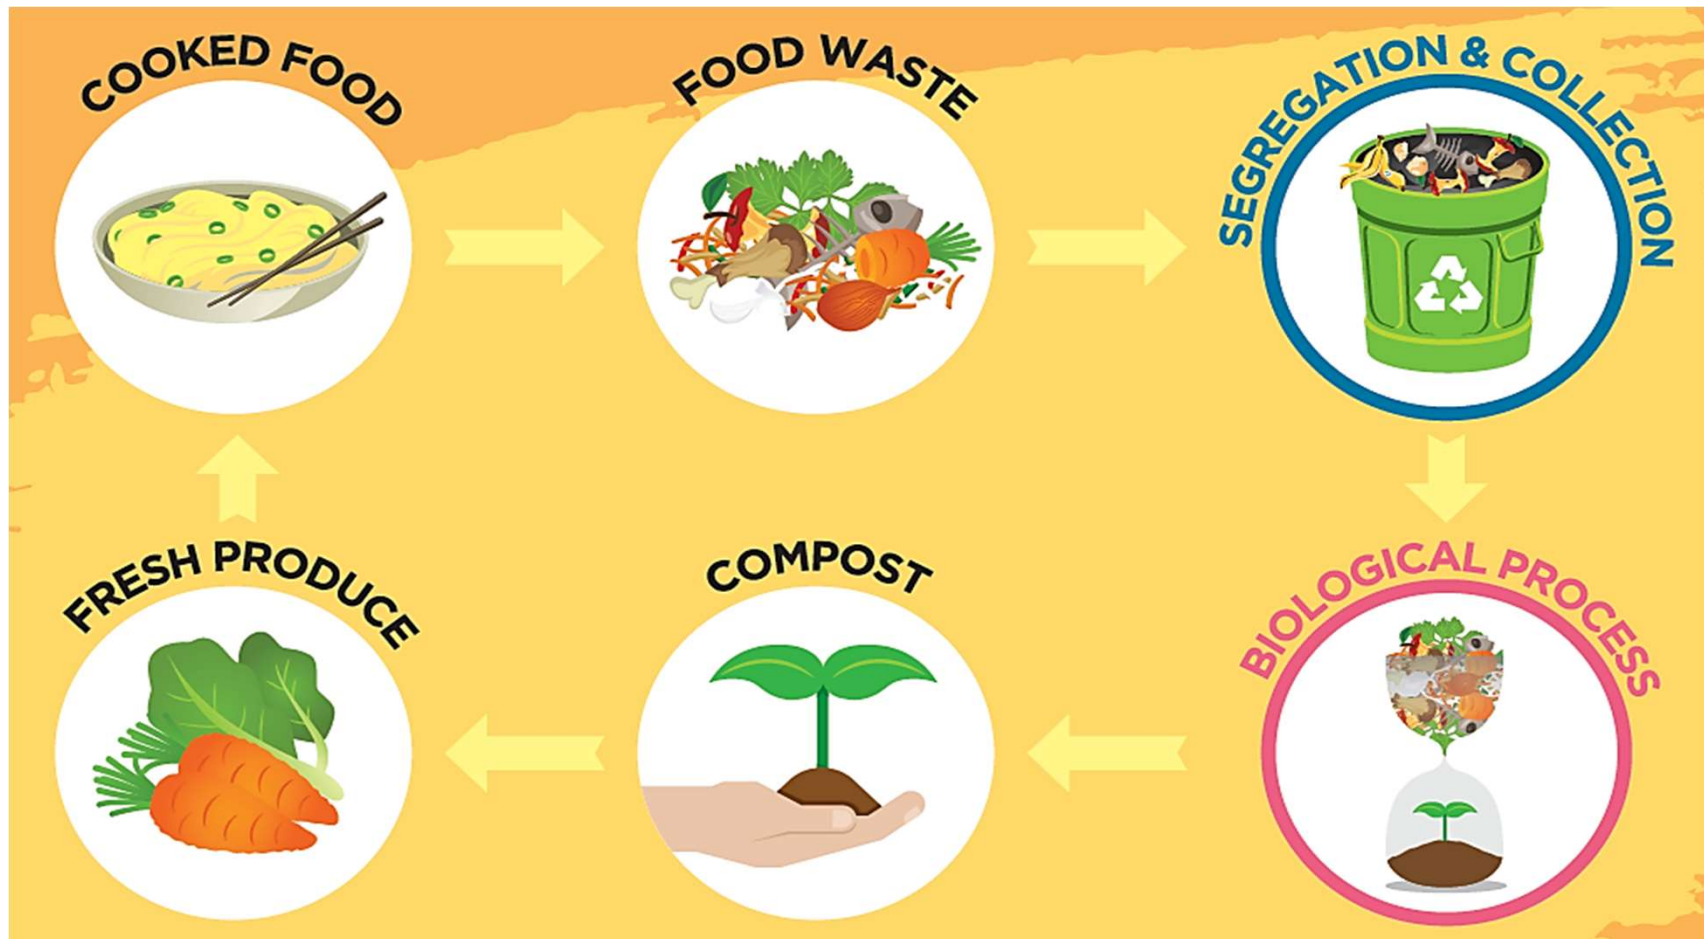 COOKED FOOD
FOOD WASTE
SEGREGATION & COLLECTION
FRESH PRODUCE
COMPOST
BIOLOGICAL PROCESS